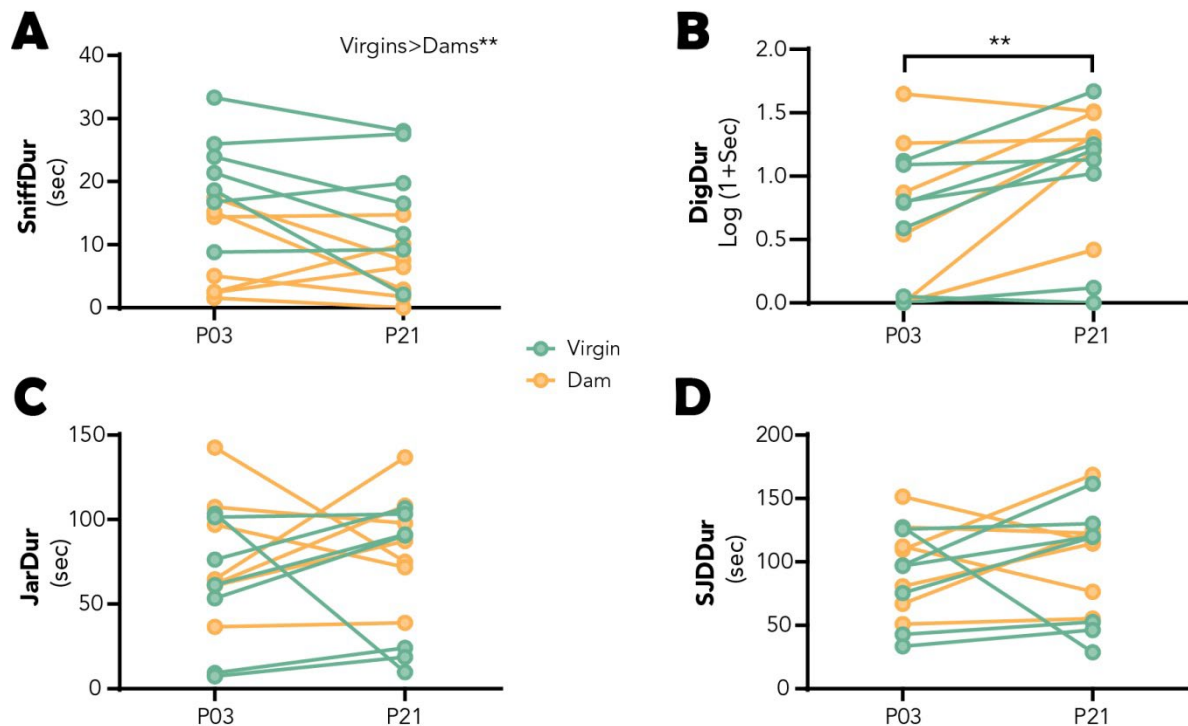 A
Virgins>Dams**
SniffDur
(sec)
40
30
20
10
0
P03
P21
B
**
DigDur
Log (1+Sec)
2.0
1.5
1.0
0.5
0.0
P03
P21
Virgin
Dam
C
JarDur
(sec)
150
100
50
0
P03
P21
D
SJDDur
(sec)
200
150
100
50
0
P03
P21